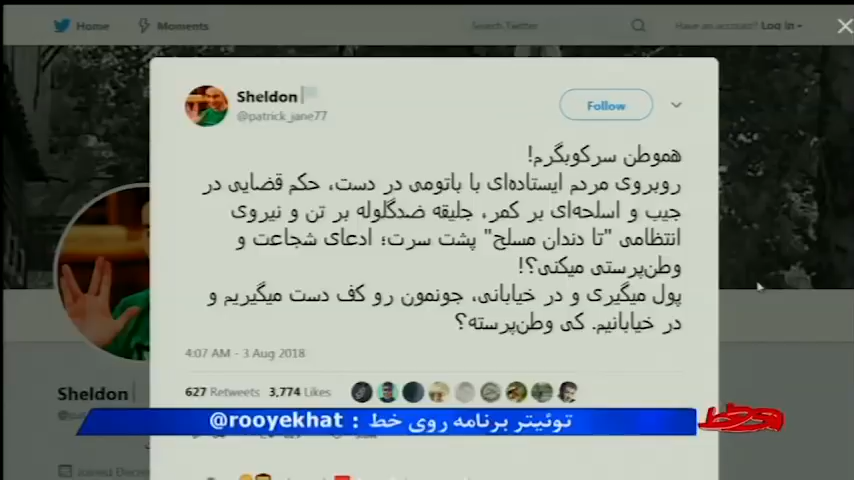 Home
Moments
Search Twitter
Have an account? Log in
Sheldon
@patrick_jane77
Follow
هموطن سرکوبگرم!
روبروی مردم ایستاده‌ای با باتومی در دست، حکم قضایی در
جیب و اسلحه‌ای بر کمر، جلیقه ضدگلوله بر تن و نیروی
انتظامی "تا دندان مسلح" پشت سرت؛ ادعای شجاعت و
وطن‌پرستی میکنی؟!
پول میگیری و در خیابانی، جونمون رو کف دست میگیریم و
در خیابانیم. کی وطن‌پرسته؟
4:07 AM - 3 Aug 2018
627 Retweets 3,774 Likes
Sheldon
توئیتر برنامه روی خط : @rooyekhat
روی خط
Joined